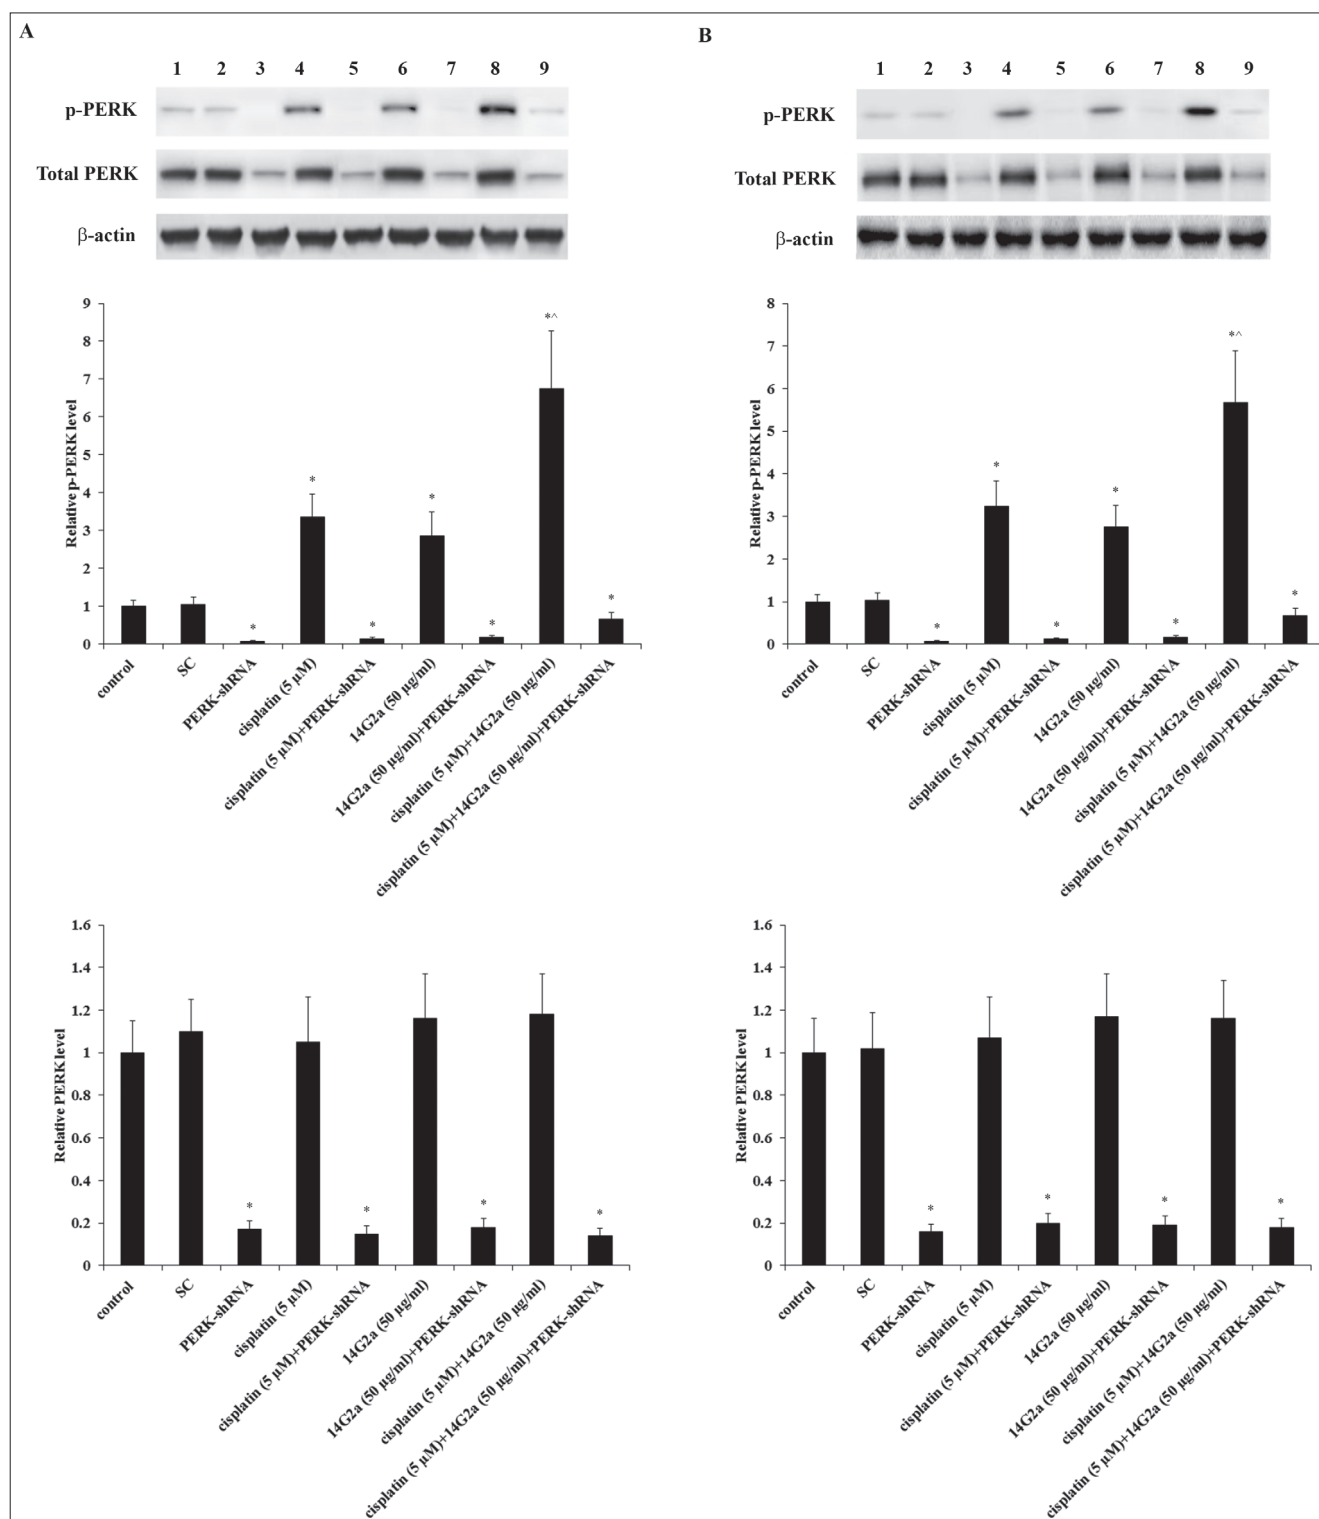 A
1 2 3 4 5 6 7 8 9
p-PERK
Total PERK
β-actin
Relative p-PERK level
9
8
7
6
5
4
3
2
1
0
* * * * * *^ *
control
SC
PERK-shRNA
cisplatin (5 μM)
cisplatin (5 μM)+PERK-shRNA
14G2a (50 μg/ml)
14G2a (50 μg/ml)+PERK-shRNA
cisplatin (5 μM)+14G2a (50 μg/ml)
cisplatin (5 μM)+14G2a (50 μg/ml)+PERK-shRNA
Relative PERK level
1.6
1.4
1.2
1
0.8
0.6
0.4
0.2
0
* * * *
control
SC
PERK-shRNA
cisplatin (5 μM)
cisplatin (5 μM)+PERK-shRNA
14G2a (50 μg/ml)
14G2a (50 μg/ml)+PERK-shRNA
cisplatin (5 μM)+14G2a (50 μg/ml)
cisplatin (5 μM)+14G2a (50 μg/ml)+PERK-shRNA
B
1 2 3 4 5 6 7 8 9
p-PERK
Total PERK
β-actin
Relative p-PERK level
8
7
6
5
4
3
2
1
0
* * * * * *^ *
control
SC
PERK-shRNA
cisplatin (5 μM)
cisplatin (5 μM)+PERK-shRNA
14G2a (50 μg/ml)
14G2a (50 μg/ml)+PERK-shRNA
cisplatin (5 μM)+14G2a (50 μg/ml)
cisplatin (5 μM)+14G2a (50 μg/ml)+PERK-shRNA
Relative PERK level
1.6
1.4
1.2
1
0.8
0.6
0.4
0.2
0
* * * *
control
SC
PERK-shRNA
cisplatin (5 μM)
cisplatin (5 μM)+PERK-shRNA
14G2a (50 μg/ml)
14G2a (50 μg/ml)+PERK-shRNA
cisplatin (5 μM)+14G2a (50 μg/ml)
cisplatin (5 μM)+14G2a (50 μg/ml)+PERK-shRNA